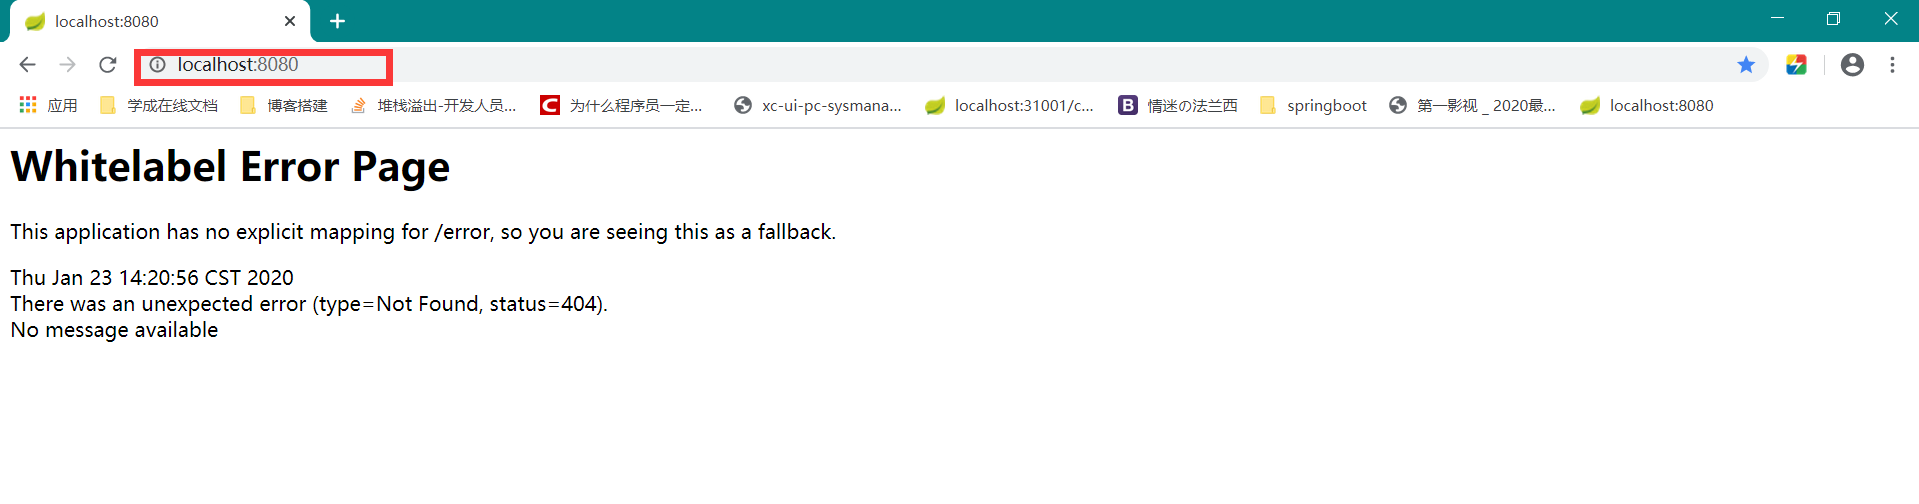 localhost:8080
localhost:8080
应用 学成在线文档 博客搭建 堆栈溢出-开发人员... 为什么程序员一定... xc-ui-pc-sysmana... localhost:31001/c... B 情迷の法兰西 springboot 第一影视 _ 2020最... localhost:8080
Whitelabel Error Page
This application has no explicit mapping for /error, so you are seeing this as a fallback.
Thu Jan 23 14:20:56 CST 2020
There was an unexpected error (type=Not Found, status=404).
No message available